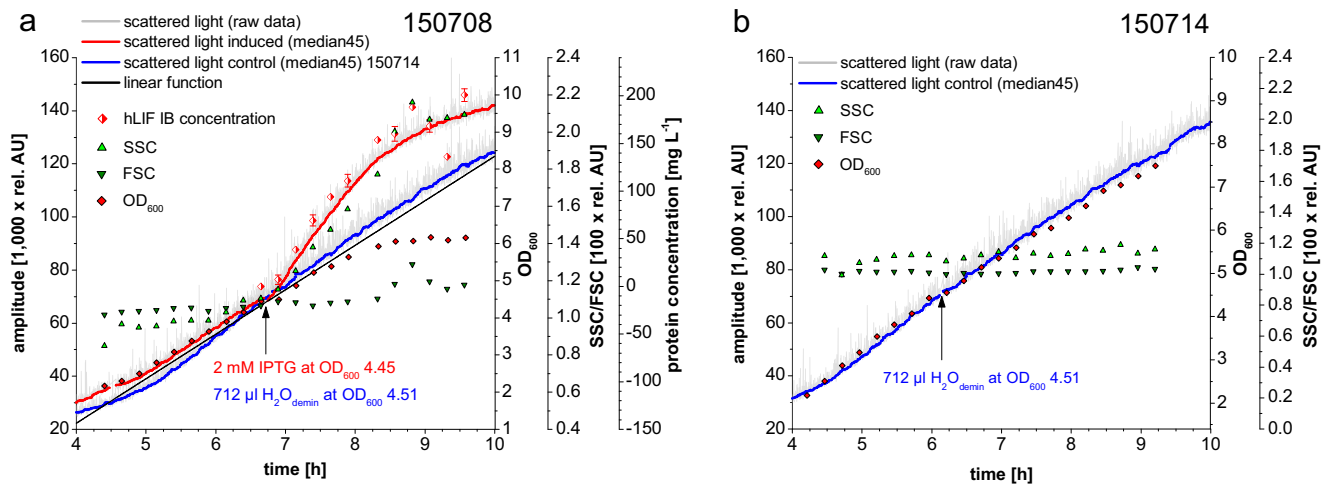 a
150708
scattered light (raw data)
scattered light induced (median45)
scattered light control (median45) 150714
linear function
hLIF IB concentration
SSC
FSC
OD600
160
140
120
100
80
60
40
20
amplitude [1,000 x rel. AU]
4 5 6 7 8 9 10
time [h]
11
10
9
8
7
6
5
4
3
2
1
OD600
2.4
2.2
2.0
1.8
1.6
1.4
1.2
1.0
0.8
0.6
0.4
SSC/FSC [100 x rel. AU]
200
150
100
50
0
-50
-100
-150
protein concentration [mg L-1]
2 mM IPTG at OD600 4.45
712 µl H2Odemin at OD600 4.51
b
150714
scattered light (raw data)
scattered light control (median45)
SSC
FSC
OD600
160
140
120
100
80
60
40
20
amplitude [1,000 x rel. AU]
4 5 6 7 8 9 10
time [h]
10
9
8
7
6
5
4
3
2
OD600
2.4
2.2
2.0
1.8
1.6
1.4
1.2
1.0
0.8
0.6
0.4
0.2
0.0
SSC/FSC [100 x rel. AU]
712 µl H2Odemin at OD600 4.51